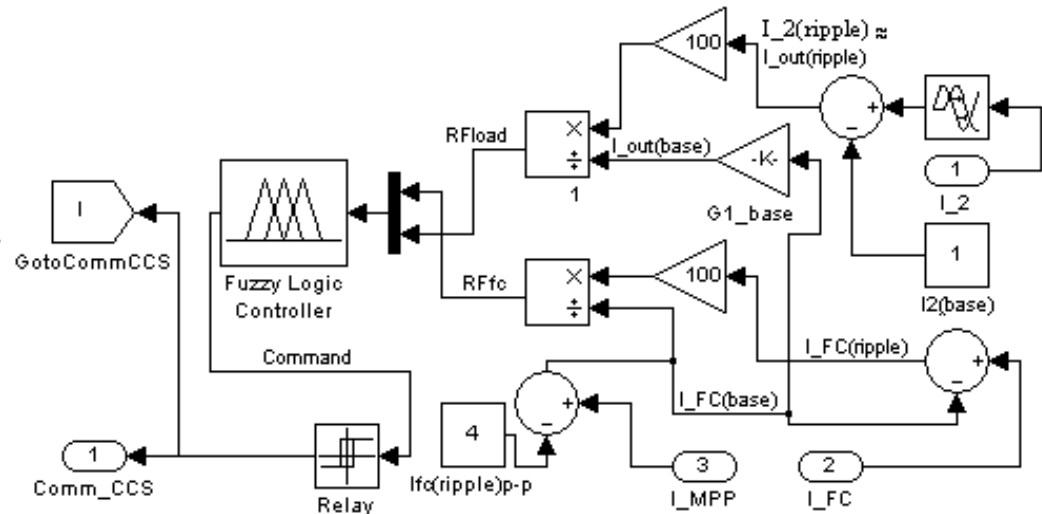 100
I_2(ripple) ≈
I_out(ripple)
+
−
1
I_2
RFload
×
÷
1
I_out(base)
-K-
G1_base
1
I2(base)
I
GotoCommCCS
Fuzzy Logic
Controller
RFfc
×
÷
100
I_FC(ripple)
+
−
Command
I_FC(base)
+
−
4
Ifc(ripple)p-p
3
I_MPP
2
I_FC
1
Comm_CCS
Relay